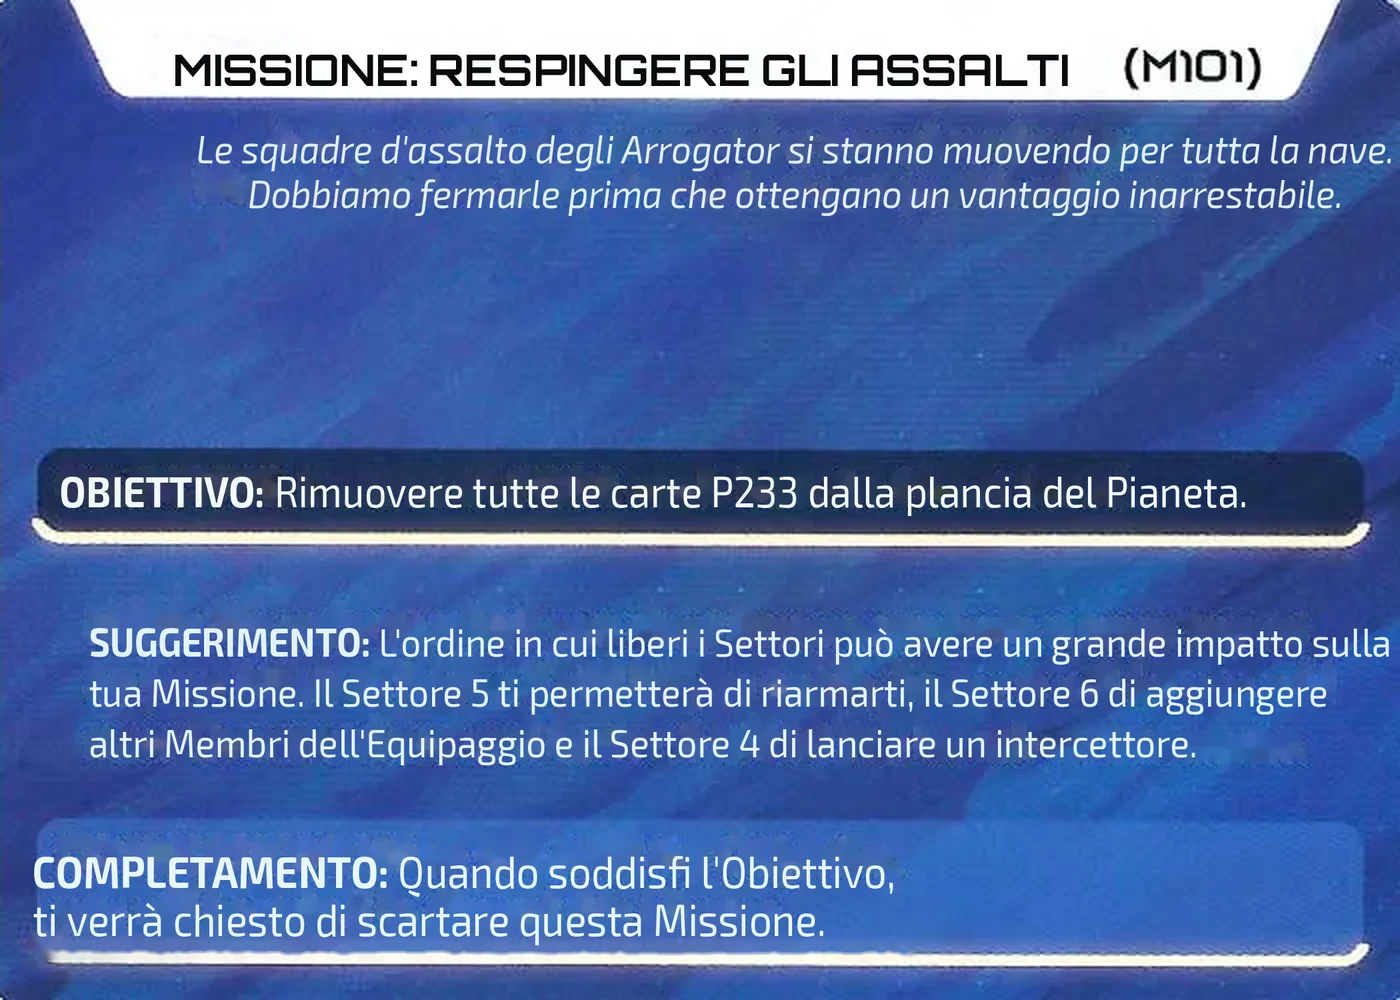 MISSIONE: RESPINGERE GLI ASSALTI (M101)
Le squadre d'assalto degli Arrogator si stanno muovendo per tutta la nave.
Dobbiamo fermarle prima che ottengano un vantaggio inarrestabile.
OBIETTIVO: Rimuovere tutte le carte P233 dalla plancia del Pianeta.
SUGGERIMENTO: L'ordine in cui liberi i Settori può avere un grande impatto sulla
tua Missione. Il Settore 5 ti permetterà di riarmarti, il Settore 6 di aggiungere
altri Membri dell'Equipaggio e il Settore 4 di lanciare un intercettore.
COMPLETAMENTO: Quando soddisfi l'Obiettivo,
ti verrà chiesto di scartare questa Missione.